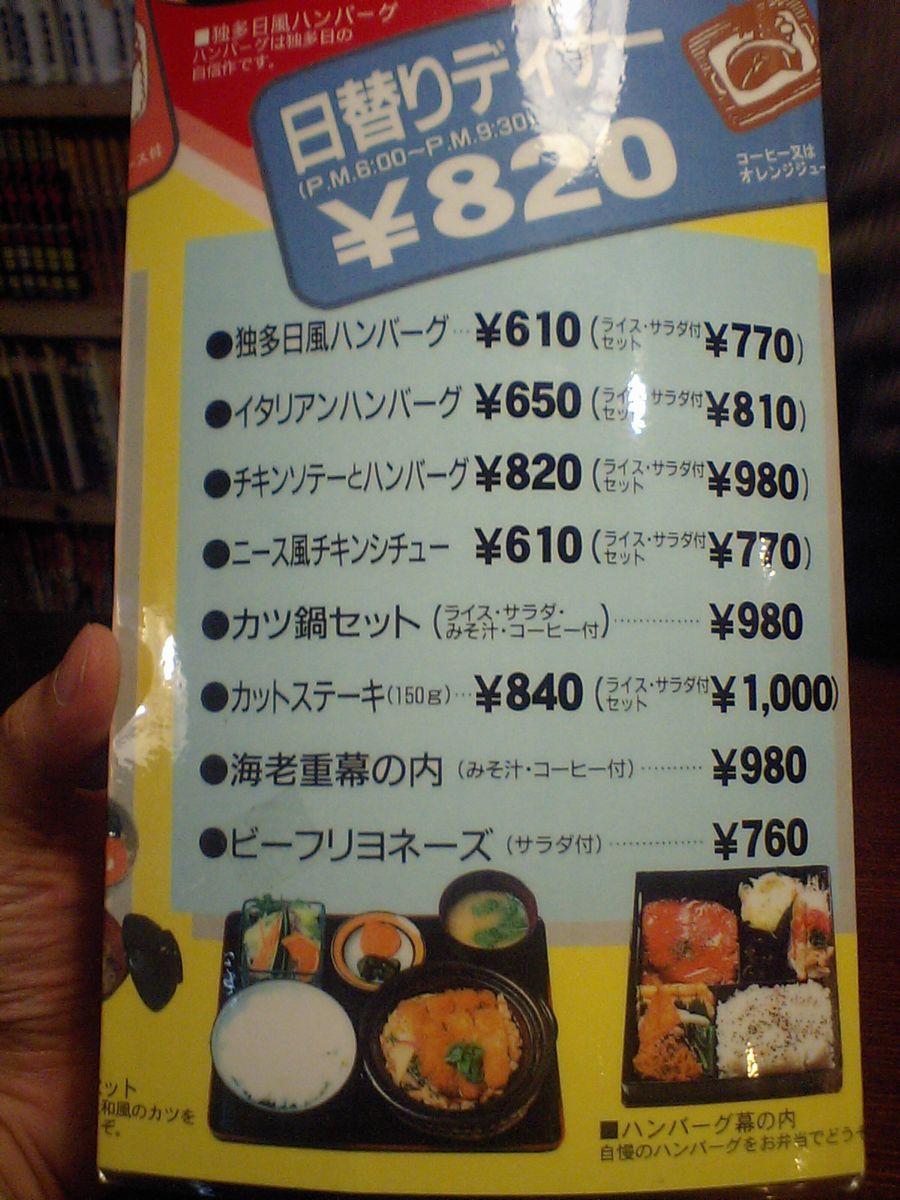 ■独多日風ハンバーグ
ハンバーグは独多日の
自信作です。
日替りディナー
(P.M.6:00～P.M.9:30)
¥820
コーヒー又は
オレンジジュー
ス付
●独多日風ハンバーグ…¥610(ライス・サラダ付セット¥770)
●イタリアンハンバーグ ¥650(ライス・サラダ付セット¥810)
●チキンソテーとハンバーグ ¥820(ライス・サラダ付セット¥980)
●ニース風チキンシチュー ¥610(ライス・サラダ付セット¥770)
●カツ鍋セット(ライス・サラダ・みそ汁・コーヒー付)……………¥980
●カットステーキ(150g)…¥840(ライス・サラダ付セット¥1,000)
●海老重幕の内(みそ汁・コーヒー付)…………¥980
●ビーフリヨネーズ(サラダ付)………………¥760
ット
和風のカツを
ぞ。
■ハンバーグ幕の内
自慢のハンバーグをお弁当でどうぞ